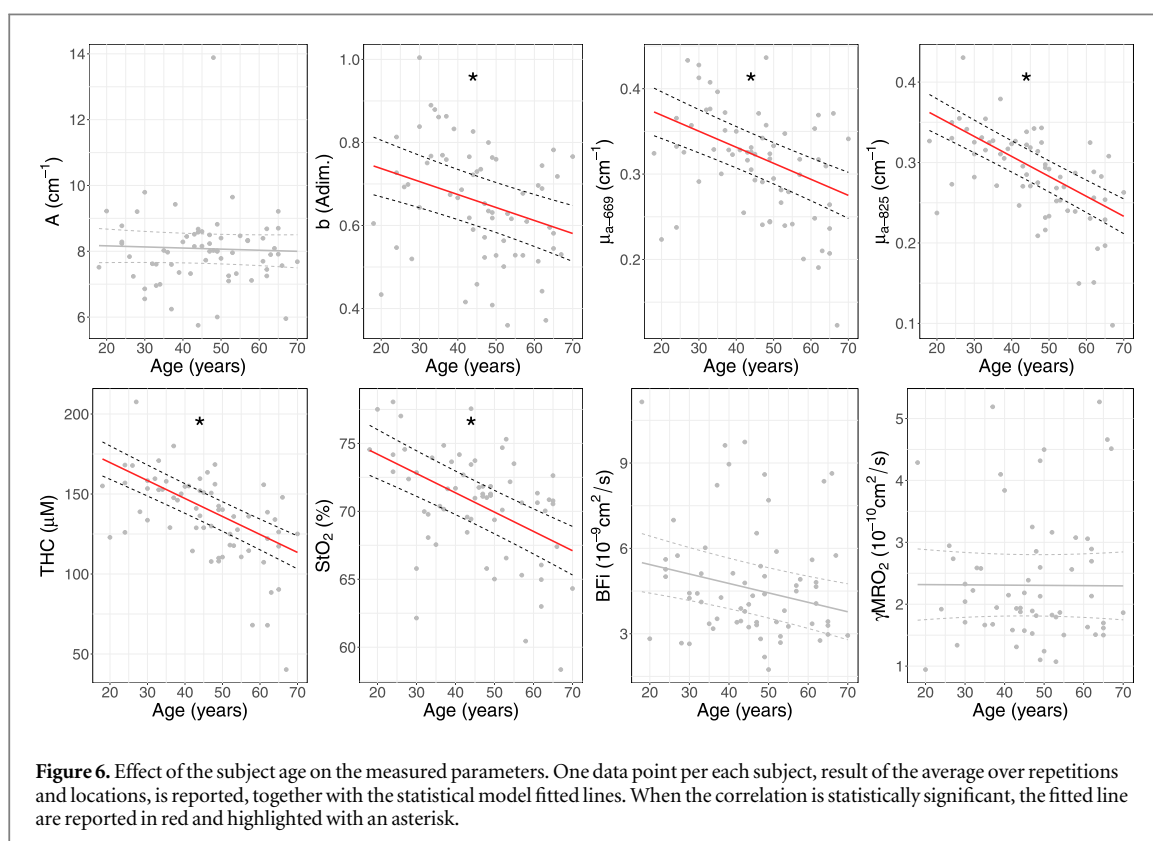 14
12
10
8
6
A (cm⁻¹)
20 30 40 50 60 70
Age (years)
1.0
0.8
0.6
0.4
b (Adim.)
*
20 30 40 50 60 70
Age (years)
0.4
0.3
0.2
μa−669 (cm⁻¹)
*
20 30 40 50 60 70
Age (years)
0.4
0.3
0.2
0.1
μa−825 (cm⁻¹)
*
20 30 40 50 60 70
Age (years)
200
150
100
50
THC (μM)
*
20 30 40 50 60 70
Age (years)
75
70
65
60
StO₂ (%)
*
20 30 40 50 60 70
Age (years)
9
6
3
BFi (10⁻⁹cm²/s)
20 30 40 50 60 70
Age (years)
5
4
3
2
1
γMRO₂ (10⁻¹⁰cm²/s)
20 30 40 50 60 70
Age (years)
Figure 6. Effect of the subject age on the measured parameters. One data point per each subject, result of the average over repetitions
and locations, is reported, together with the statistical model fitted lines. When the correlation is statistically significant, the fitted line
are reported in red and highlighted with an asterisk.